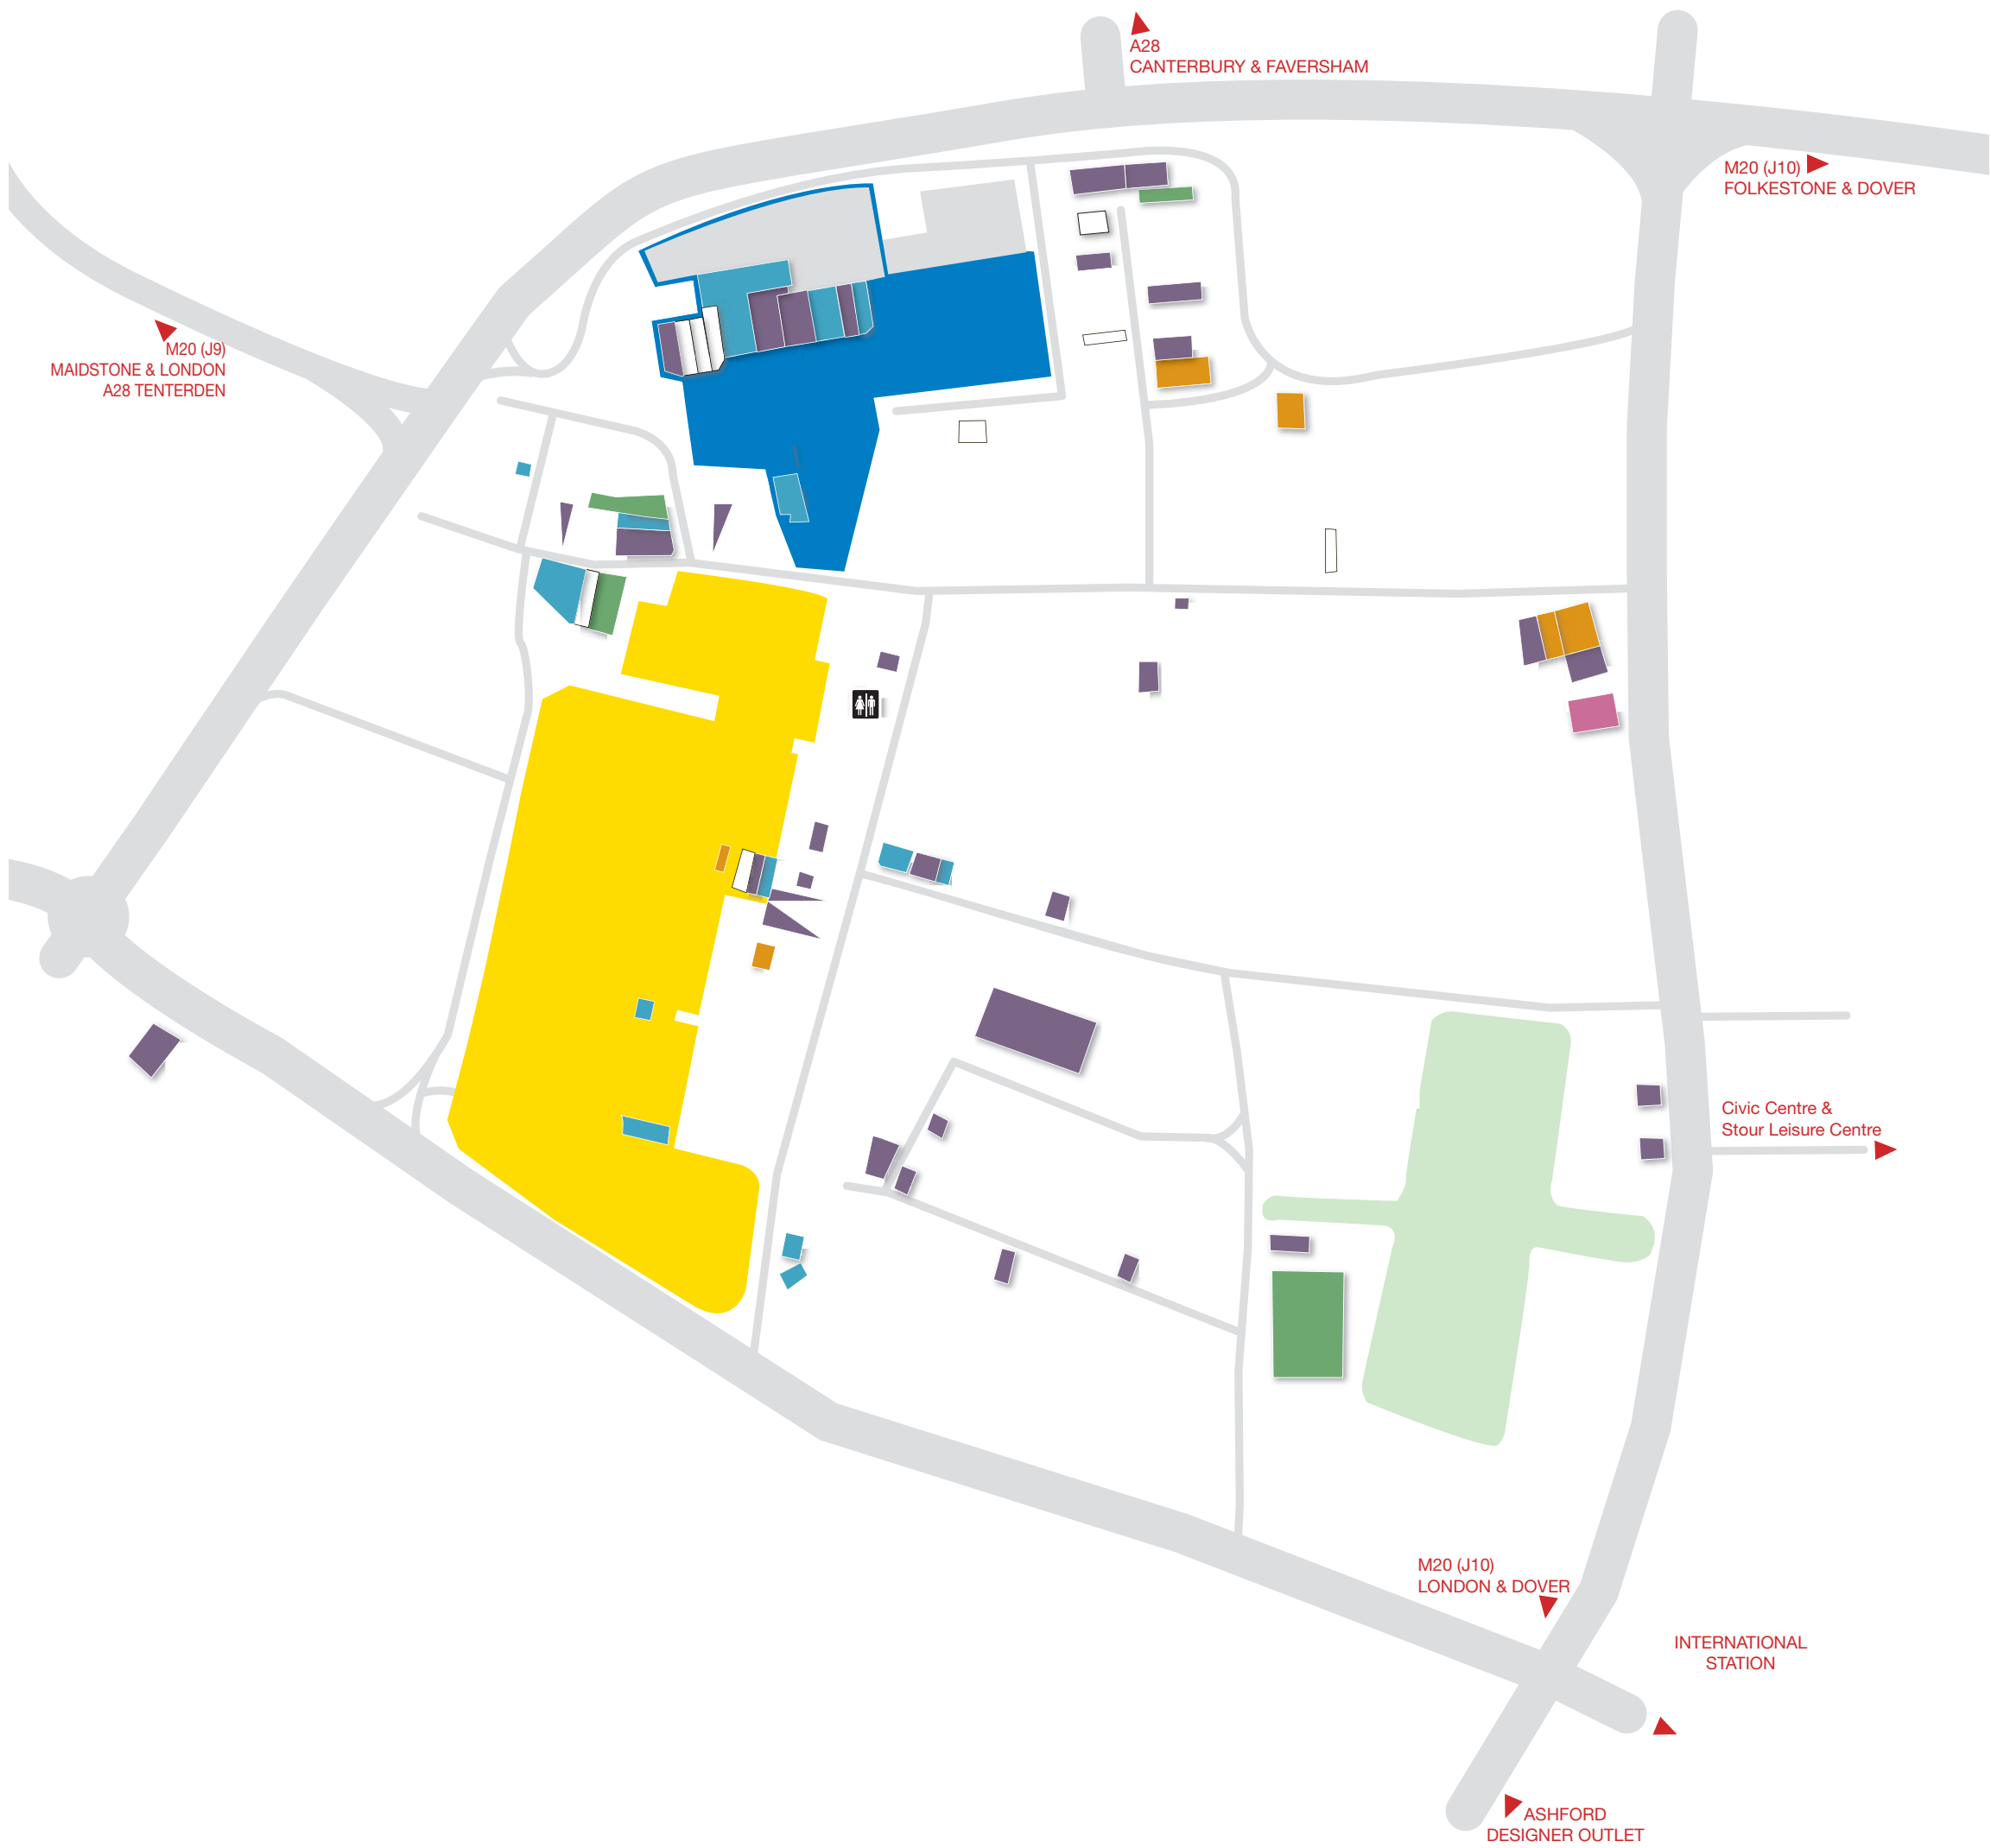 A28
CANTERBURY & FAVERSHAM
M20 (J10)
FOLKESTONE & DOVER
M20 (J9)
MAIDSTONE & LONDON
A28 TENTERDEN
Civic Centre &
Stour Leisure Centre
M20 (J10)
LONDON & DOVER
INTERNATIONAL
STATION
ASHFORD
DESIGNER OUTLET